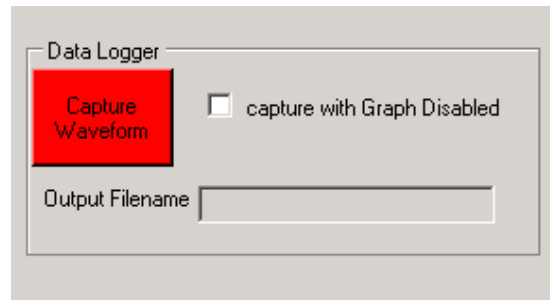 Data Logger
Capture
Waveform
capture with Graph Disabled
Output Filename